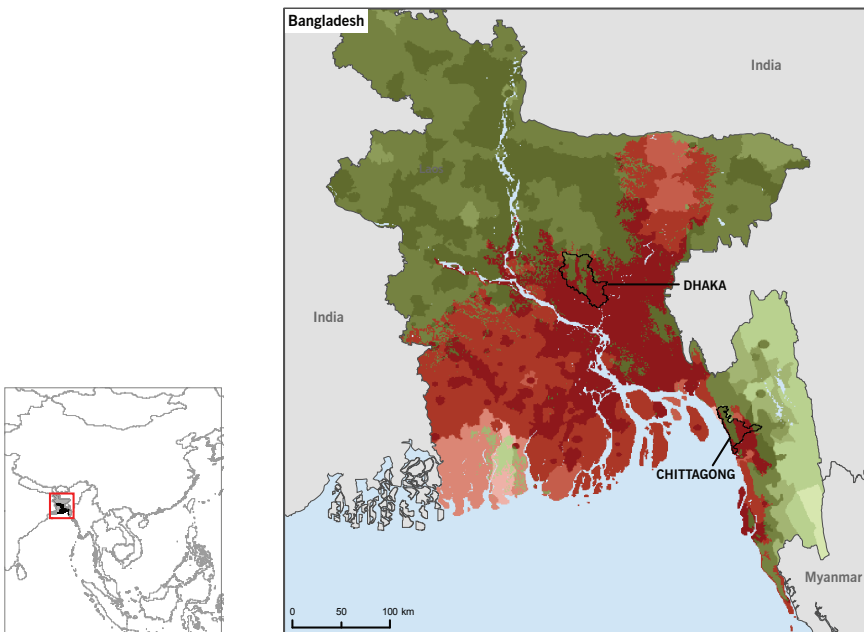 Bangladesh
India
India
DHAKA
CHITTAGONG
Myanmar
0 50 100 km